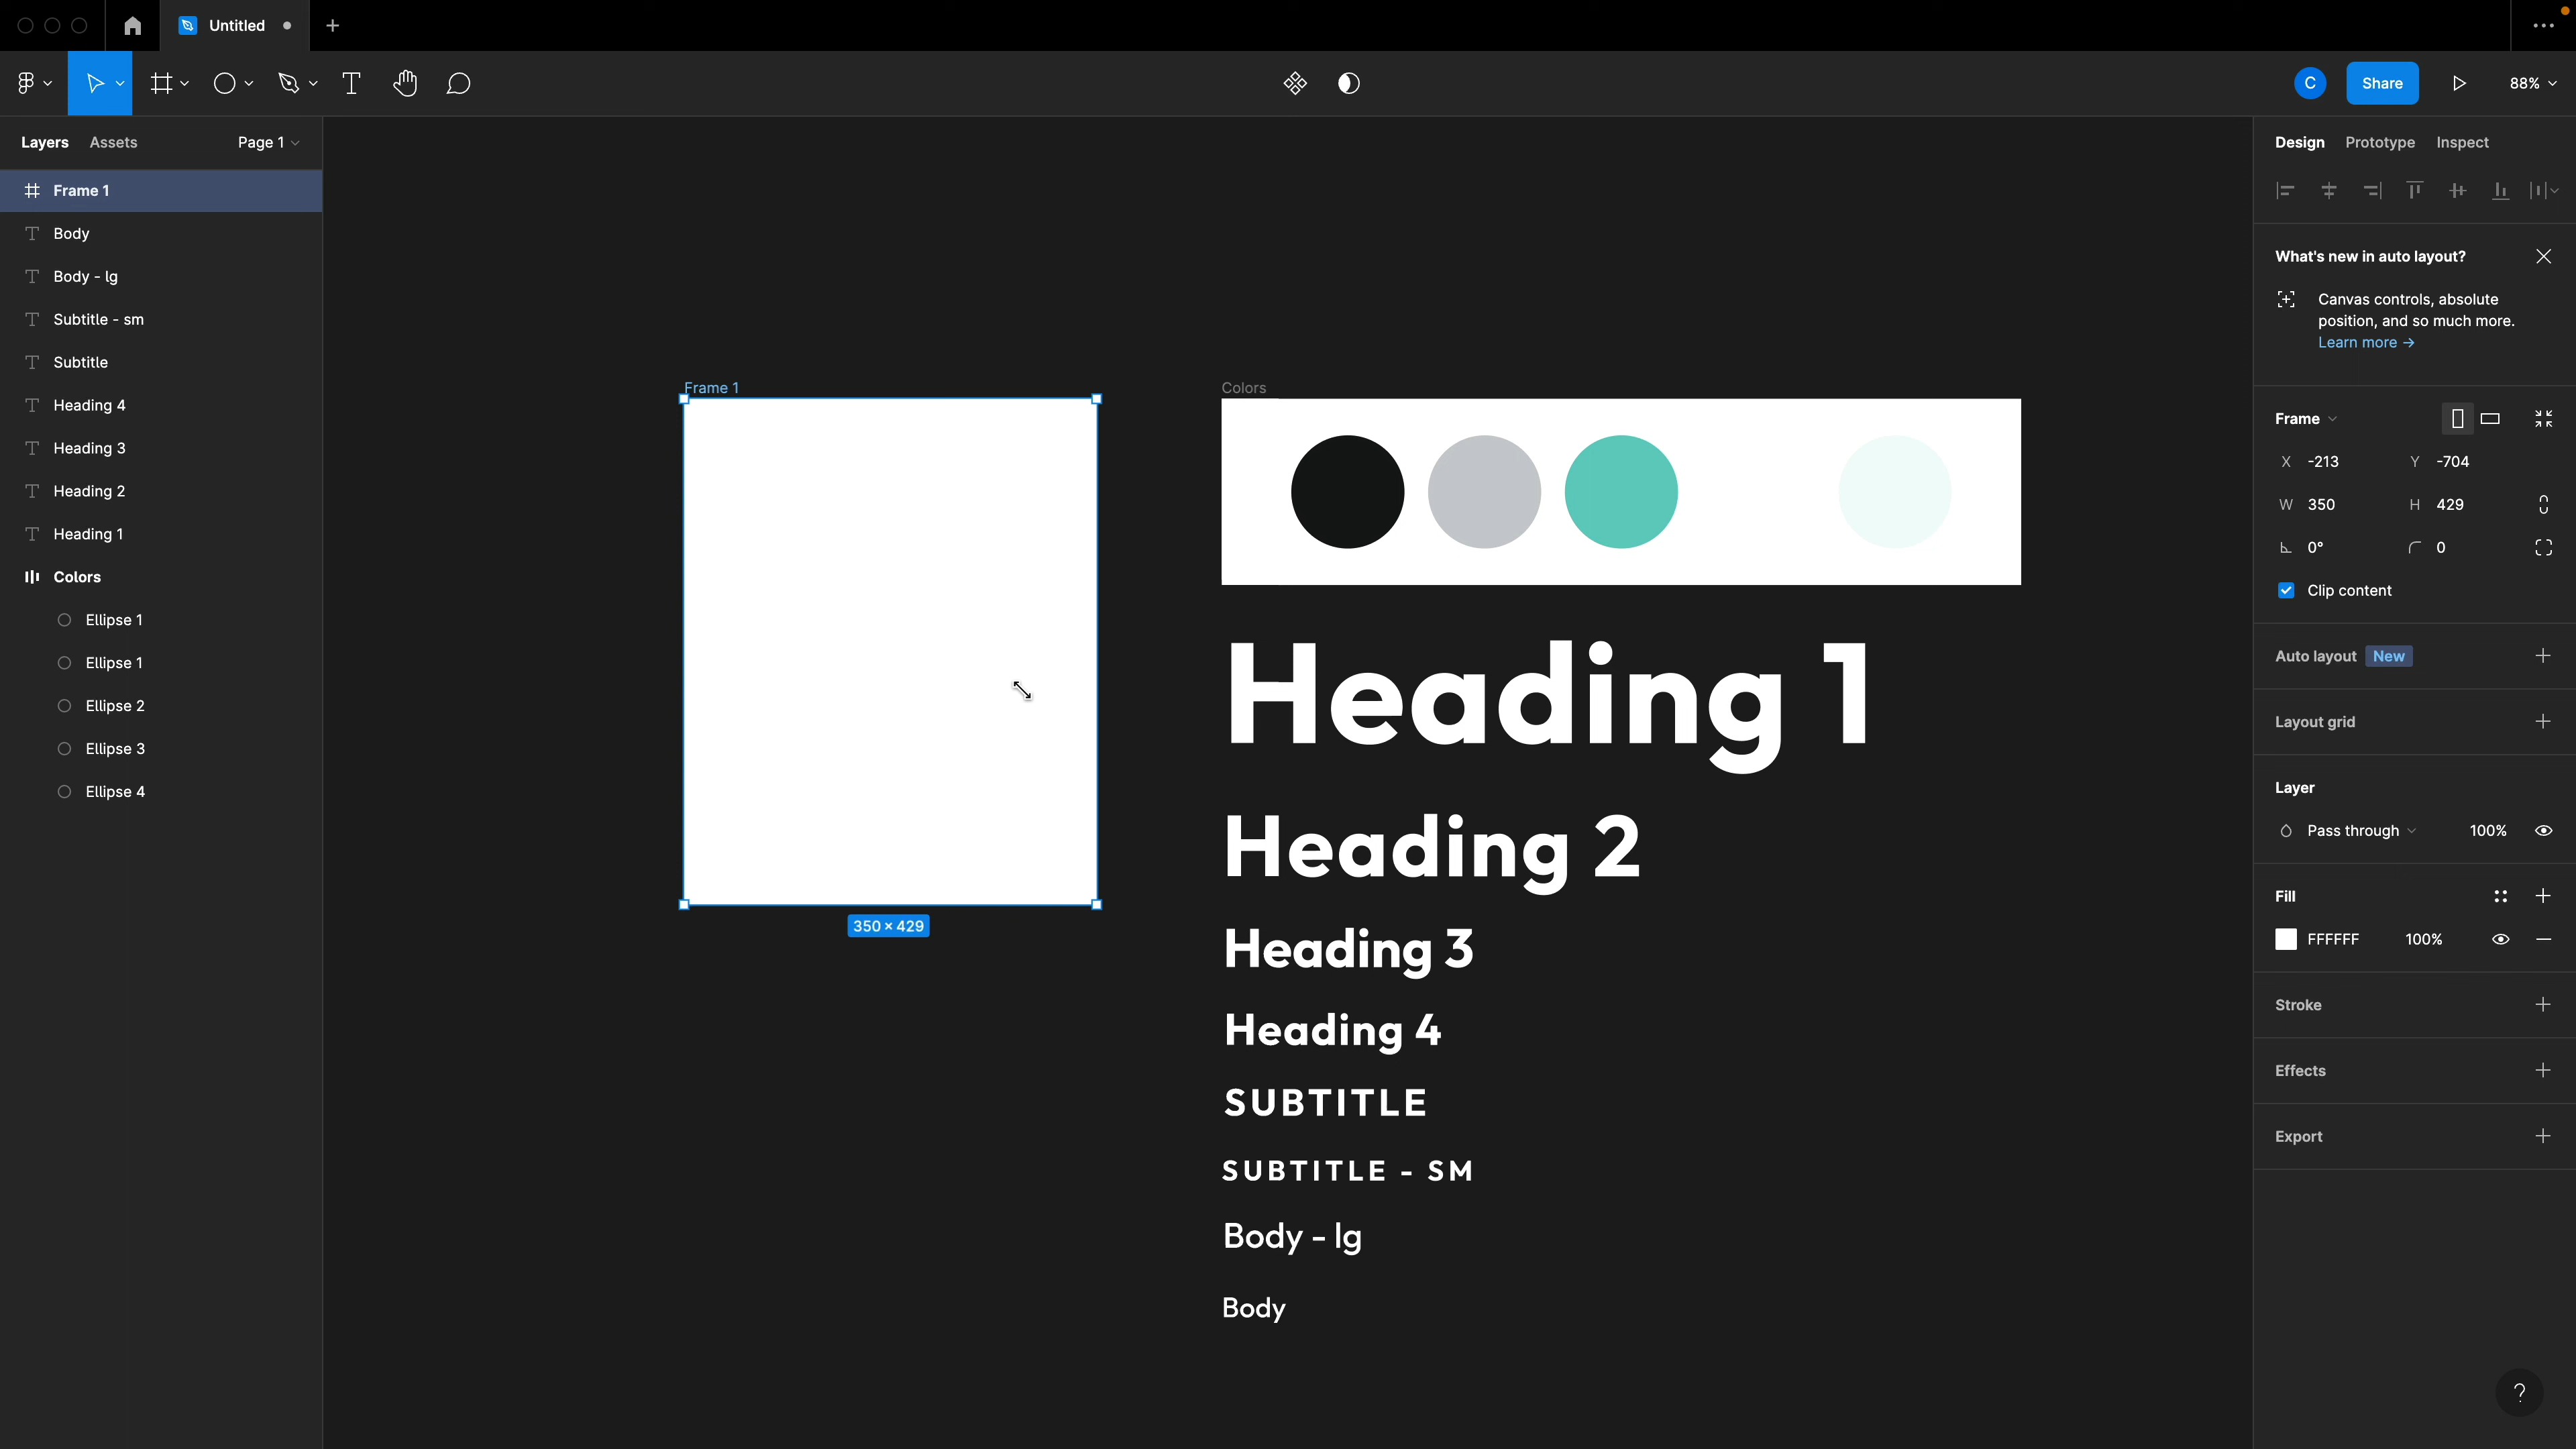 Untitled
C
Share
88%
Layers
Assets
Page 1
Frame 1
Body
Body - lg
Subtitle - sm
Subtitle
Heading 4
Heading 3
Heading 2
Heading 1
Colors
Ellipse 1
Ellipse 1
Ellipse 2
Ellipse 3
Ellipse 4
Frame 1
350 × 429
Colors
Heading 1
Heading 2
Heading 3
Heading 4
SUBTITLE
SUBTITLE - SM
Body - lg
Body
Design
Prototype
Inspect
What's new in auto layout?
Canvas controls, absolute
position, and so much more.
Learn more →
Frame
X -213
Y -704
W 350
H 429
0°
0
Clip content
Auto layout New
Layout grid
Layer
Pass through
100%
Fill
FFFFFF
100%
Stroke
Effects
Export
?